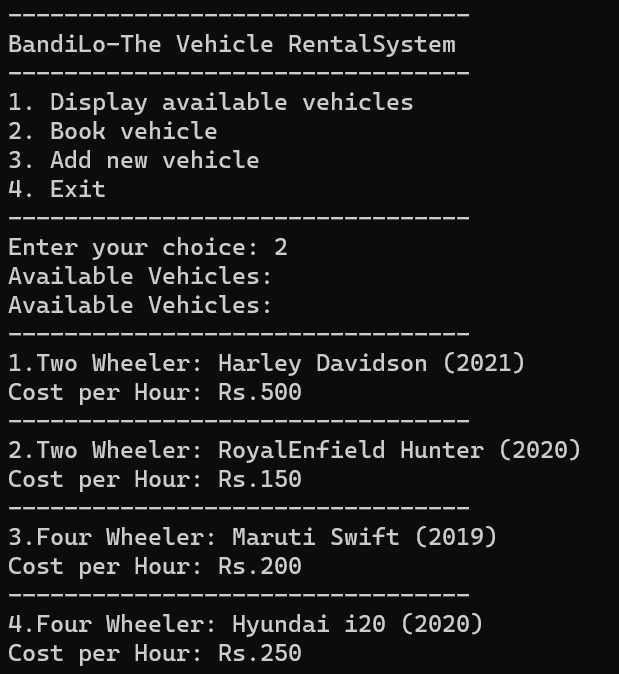 ---------------------------------
BandiLo-The Vehicle RentalSystem
---------------------------------
1. Display available vehicles
2. Book vehicle
3. Add new vehicle
4. Exit
---------------------------------
Enter your choice: 2
Available Vehicles:
Available Vehicles:
---------------------------------
1.Two Wheeler: Harley Davidson (2021)
Cost per Hour: Rs.500
---------------------------------
2.Two Wheeler: RoyalEnfield Hunter (2020)
Cost per Hour: Rs.150
---------------------------------
3.Four Wheeler: Maruti Swift (2019)
Cost per Hour: Rs.200
---------------------------------
4.Four Wheeler: Hyundai i20 (2020)
Cost per Hour: Rs.250